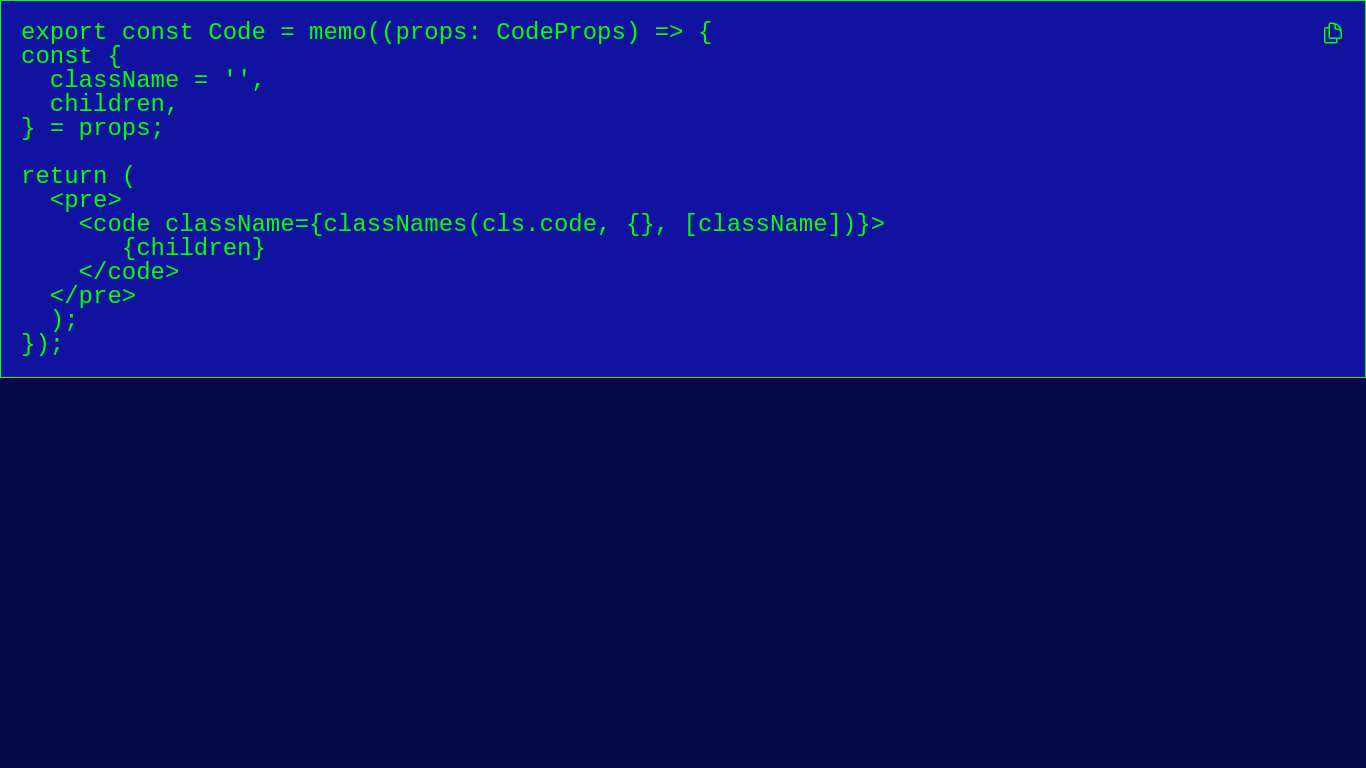 export const Code = memo((props: CodeProps) => {
const {
  className = '',
  children,
} = props;

return (
  <pre>
    <code className={classNames(cls.code, {}, [className])}>
       {children}
    </code>
  </pre>
  );
});